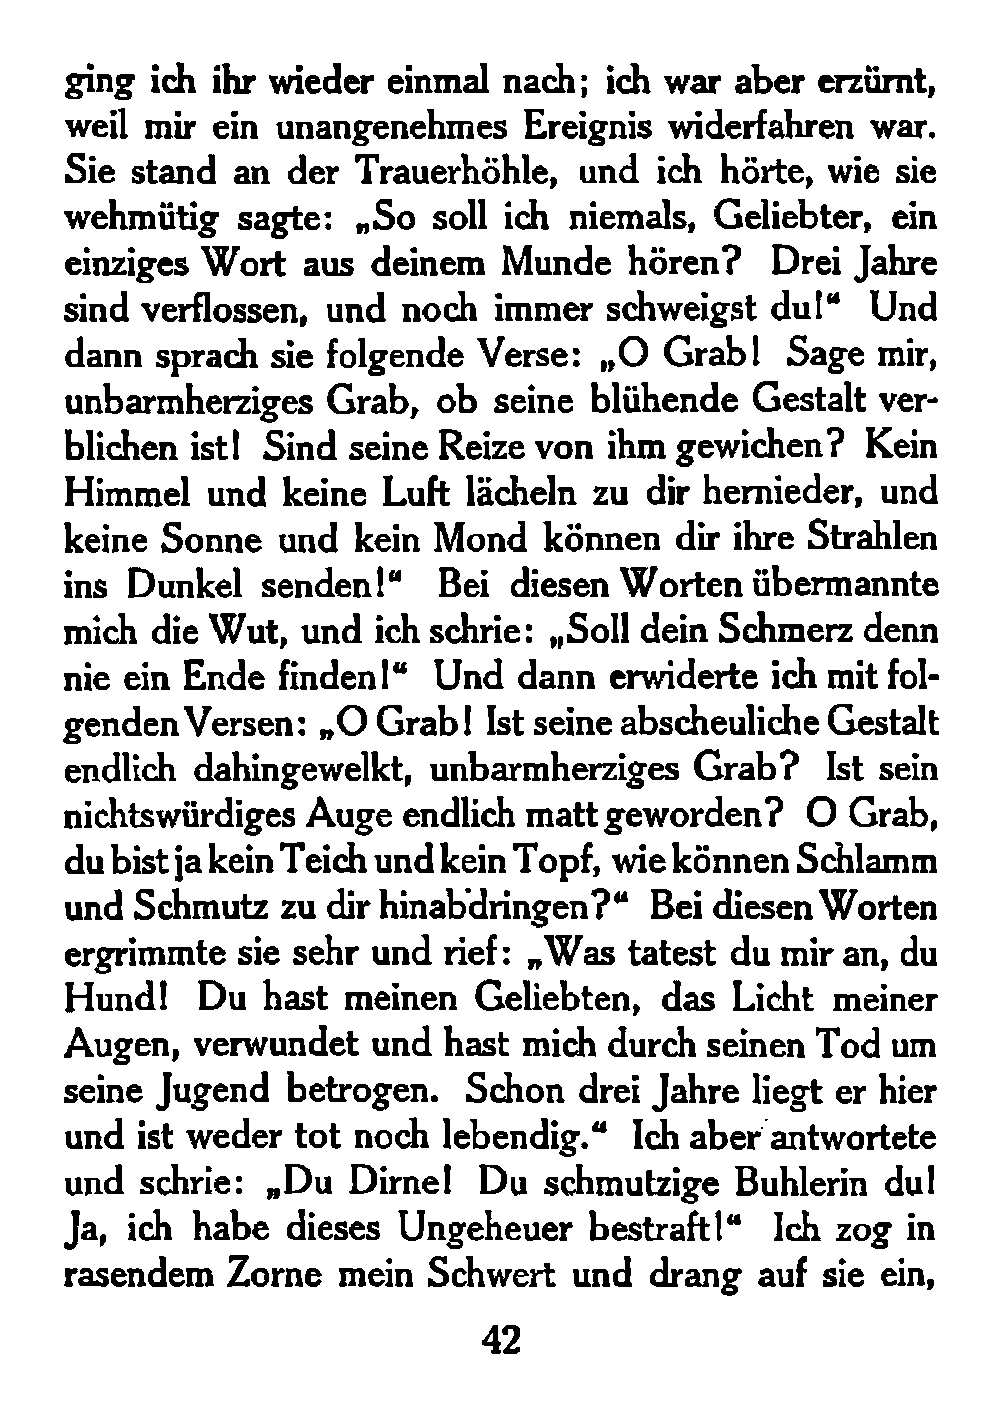 ging ich ihr wieder einmal nach; ich war aber erzürnt,
weil mir ein unangenehmes Ereignis widerfahren war.
Sie stand an der Trauerhöhle, und ich hörte, wie sie
wehmütig sagte: „So soll ich niemals, Geliebter, ein
einziges Wort aus deinem Munde hören? Drei Jahre
sind verflossen, und noch immer schweigst du!“ Und
dann sprach sie folgende Verse: „O Grab! Sage mir,
unbarmherziges Grab, ob seine blühende Gestalt ver-
blichen ist! Sind seine Reize von ihm gewichen? Kein
Himmel und keine Luft lächeln zu dir hernieder, und
keine Sonne und kein Mond können dir ihre Strahlen
ins Dunkel senden!“ Bei diesen Worten übermannte
mich die Wut, und ich schrie: „Soll dein Schmerz denn
nie ein Ende finden!“ Und dann erwiderte ich mit fol-
genden Versen: „O Grab! Ist seine abscheuliche Gestalt
endlich dahingewelkt, unbarmherziges Grab? Ist sein
nichtswürdiges Auge endlich matt geworden? O Grab,
du bist ja kein Teich und kein Topf, wie können Schlamm
und Schmutz zu dir hinabdringen?“ Bei diesen Worten
ergrimmte sie sehr und rief: „Was tatest du mir an, du
Hund! Du hast meinen Geliebten, das Licht meiner
Augen, verwundet und hast mich durch seinen Tod um
seine Jugend betrogen. Schon drei Jahre liegt er hier
und ist weder tot noch lebendig.“ Ich aber antwortete
und schrie: „Du Dirne! Du schmutzige Buhlerin du!
Ja, ich habe dieses Ungeheuer bestraft!“ Ich zog in
rasendem Zorne mein Schwert und drang auf sie ein,
42